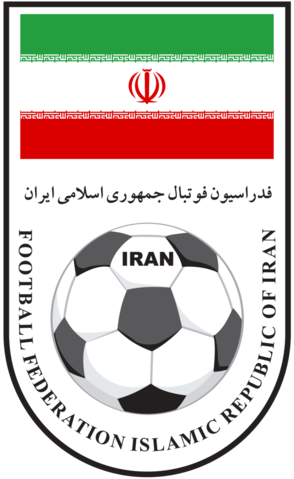 فدراسیون فوتبال جمهوری اسلامی ایران
IRAN
FOOTBALL FEDERATION ISLAMIC REPUBLIC OF IRAN